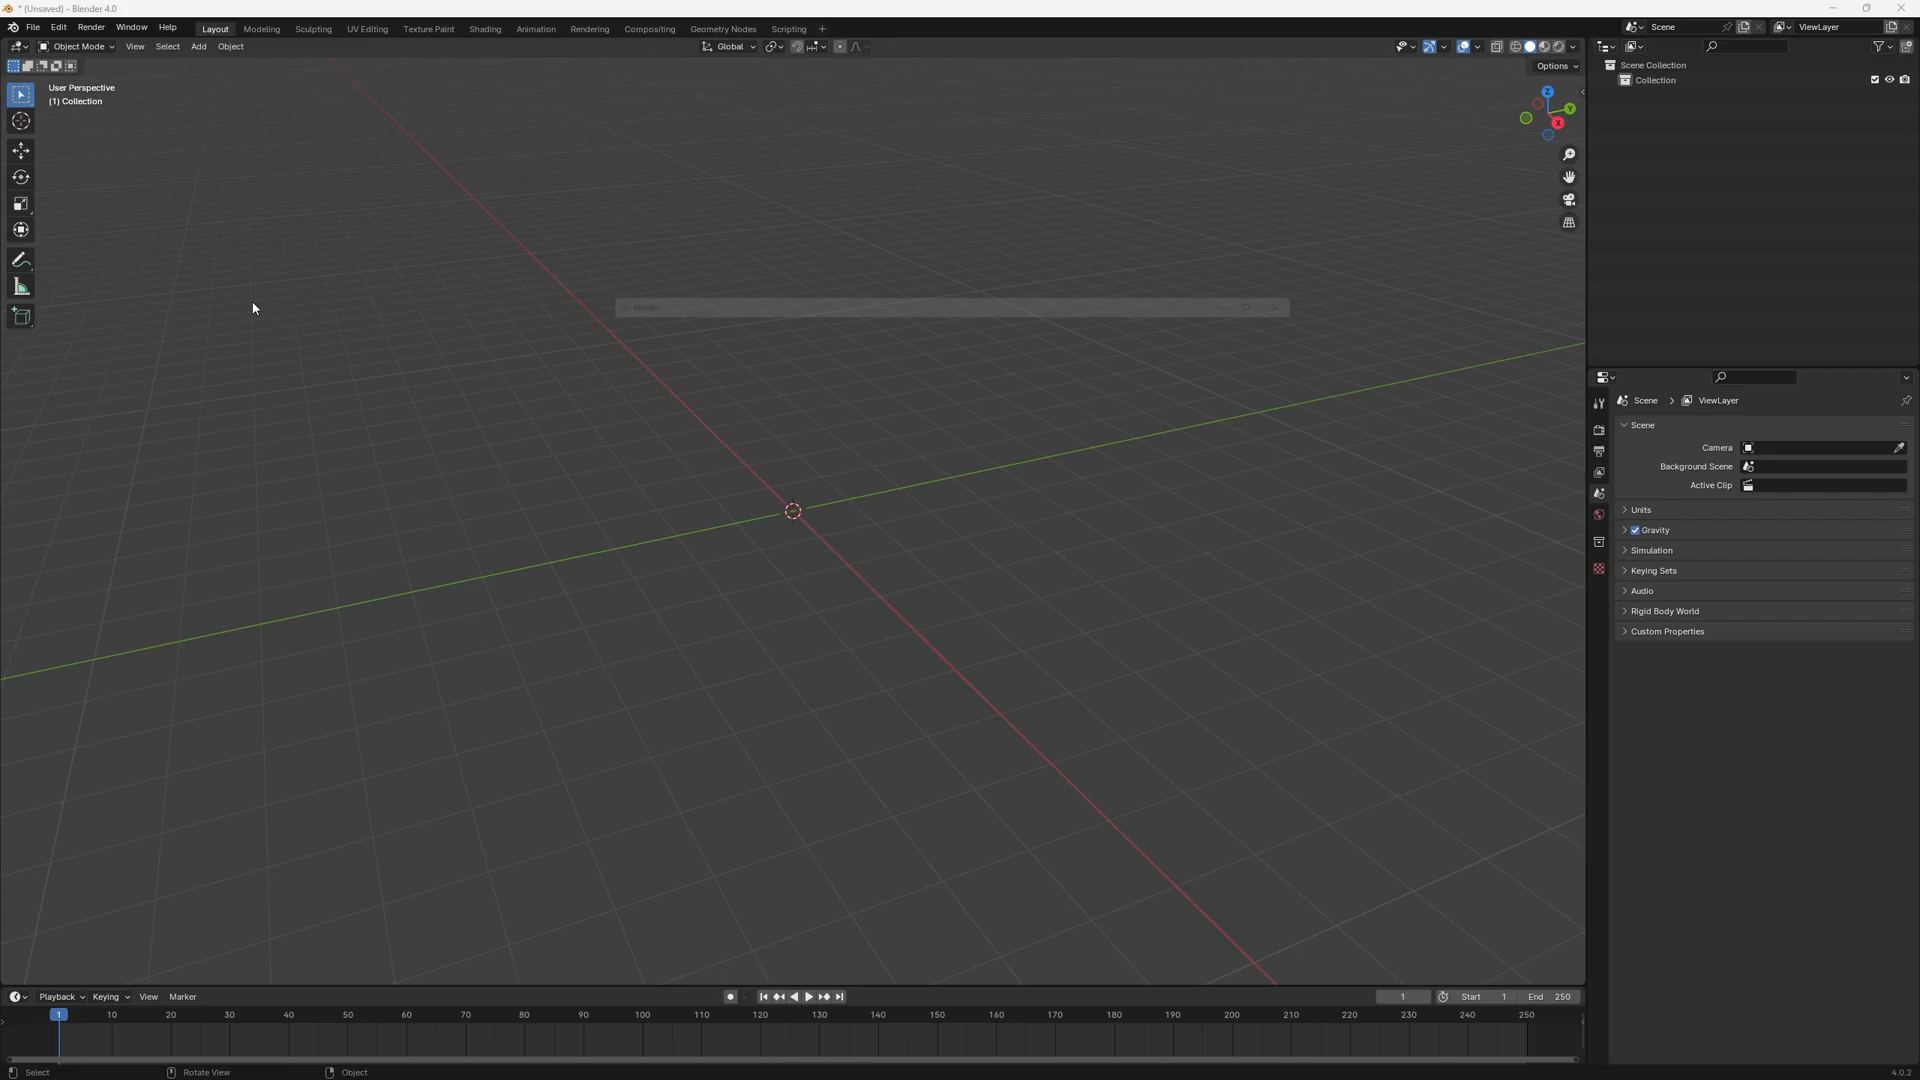 * (Unsaved) - Blender 4.0
File Edit Render Window Help Layout Modeling Sculpting UV Editing Texture Paint Shading Animation Rendering Compositing Geometry Nodes Scripting + Scene ViewLayer
Object Mode View Select Add Object Global
Options
User Perspective
(1) Collection
Z
Y
X
Blender
Scene Collection
Collection
Scene > ViewLayer
Scene
Camera
Background Scene
Active Clip
Units
Gravity
Simulation
Keying Sets
Audio
Rigid Body World
Custom Properties
Playback Keying View Marker 1 Start 1 End 250
1 10 20 30 40 50 60 70 80 90 100 110 120 130 140 150 160 170 180 190 200 210 220 230 240 250
Select Rotate View Object 4.0.2